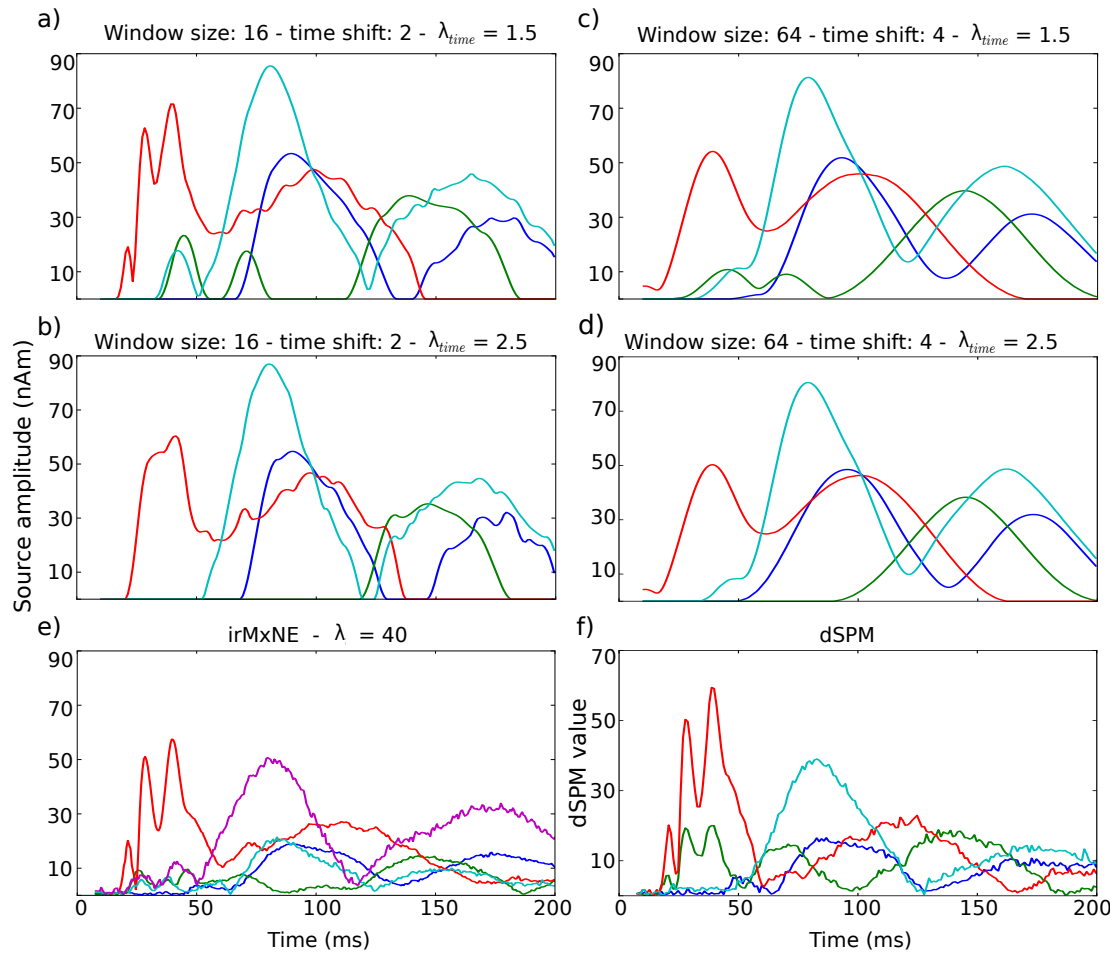 a)
Window size: 16 - time shift: 2 - λtime = 1.5
90
70
50
30
10
c)
Window size: 64 - time shift: 4 - λtime = 1.5
90
70
50
30
10
b)
Window size: 16 - time shift: 2 - λtime = 2.5
90
70
50
30
10
d)
Window size: 64 - time shift: 4 - λtime = 2.5
90
70
50
30
10
Source amplitude (nAm)
e)
irMxNE - λ = 40
90
70
50
30
10
0 50 100 150 200
Time (ms)
f)
dSPM
70
50
30
10
0 50 100 150 200
dSPM value
Time (ms)